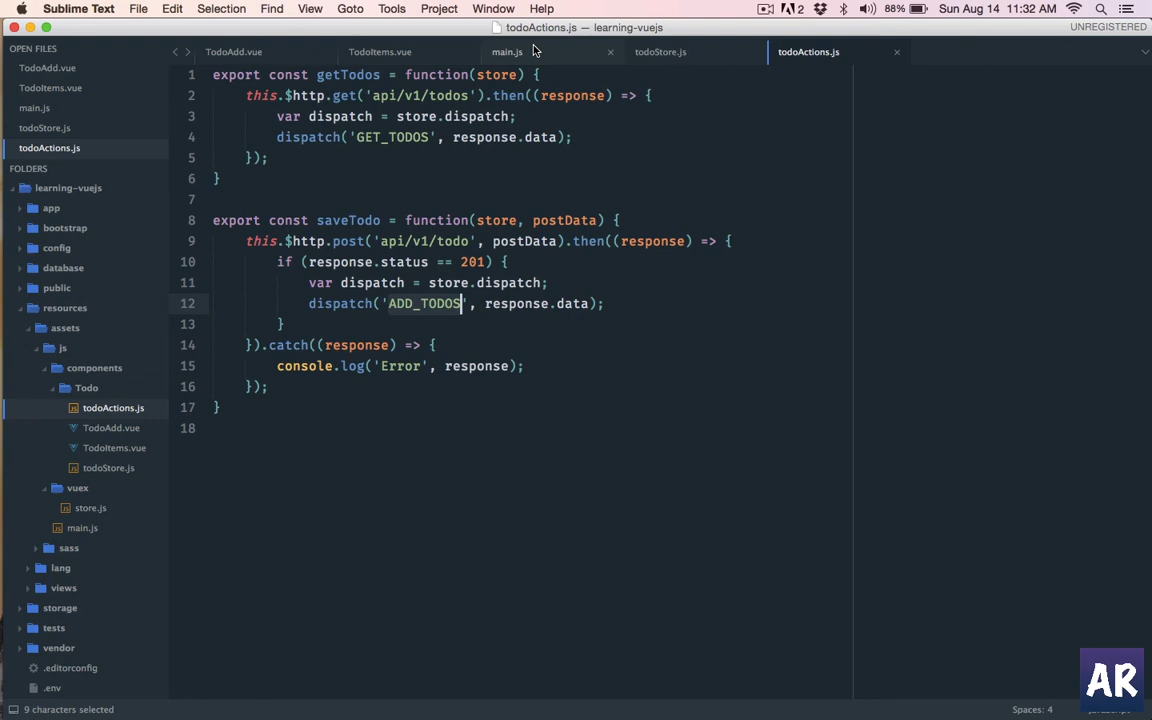 Sublime Text File Edit Selection Find View Goto Tools Project Window Help 2 88% Sun Aug 14 11:32 AM
todoActions.js — learning-vuejs UNREGISTERED
OPEN FILES
TodoAdd.vue
TodoItems.vue
main.js
todoStore.js
todoActions.js
FOLDERS
learning-vuejs
app
bootstrap
config
database
public
resources
assets
js
components
Todo
JS todoActions.js
TodoAdd.vue
TodoItems.vue
JS todoStore.js
vuex
JS store.js
JS main.js
sass
lang
views
storage
tests
vendor
.editorconfig
.env
TodoAdd.vue TodoItems.vue main.js × todoStore.js todoActions.js ×
1 export const getTodos = function(store) {
2 this.$http.get('api/v1/todos').then((response) => {
3 var dispatch = store.dispatch;
4 dispatch('GET_TODOS', response.data);
5 });
6 }
7
8 export const saveTodo = function(store, postData) {
9 this.$http.post('api/v1/todo', postData).then((response) => {
10 if (response.status == 201) {
11 var dispatch = store.dispatch;
12 dispatch('ADD_TODOS', response.data);
13 }
14 }).catch((response) => {
15 console.log('Error', response);
16 });
17 }
18
9 characters selected Spaces: 4
AR